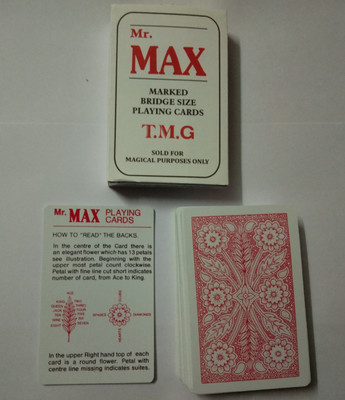 Mr.
MAX
MARKED
BRIDGE SIZE
PLAYING CARDS
T.M.G
SOLD FOR
MAGICAL PURPOSES ONLY
Mr. MAX PLAYING
CARDS
HOW TO "READ" THE BACKS
In the centre of the Card there is
an elegant flower which has 13 petals
see illustration. Beginning with the
upper most petal count clockwise.
Petal with fine line cut short indicates
number of card, from Ace to King.
ACE
In the upper Right hand top of each
card is a round flower. Petal with
centre line missing indicates suites.